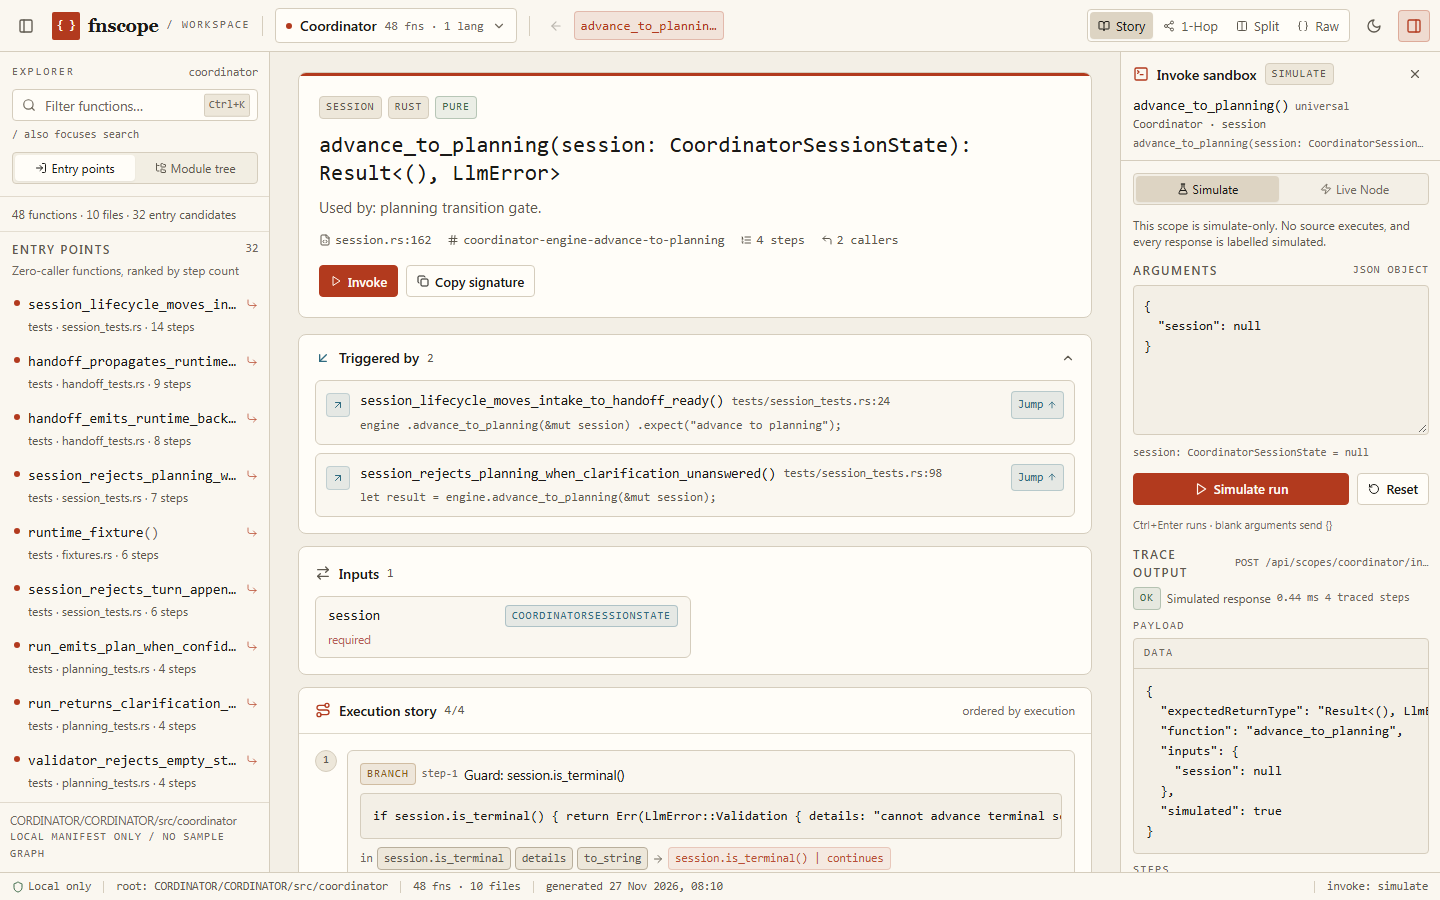 { } fnscope / WORKSPACE
Coordinator 48 fns · 1 lang
advance_to_plannin…
Story 1-Hop Split Raw
EXPLORER coordinator
Filter functions... Ctrl+K
/ also focuses search
Entry points Module tree
48 functions · 10 files · 32 entry candidates
ENTRY POINTS 32
Zero-caller functions, ranked by step count
session_lifecycle_moves_in…
tests · session_tests.rs · 14 steps
handoff_propagates_runtime…
tests · handoff_tests.rs · 9 steps
handoff_emits_runtime_back…
tests · handoff_tests.rs · 8 steps
session_rejects_planning_w…
tests · session_tests.rs · 7 steps
runtime_fixture()
tests · fixtures.rs · 6 steps
session_rejects_turn_appen…
tests · session_tests.rs · 6 steps
run_emits_plan_when_confid…
tests · planning_tests.rs · 4 steps
run_returns_clarification_…
tests · planning_tests.rs · 4 steps
validator_rejects_empty_st…
tests · planning_tests.rs · 4 steps
CORDINATOR/CORDINATOR/src/coordinator
LOCAL MANIFEST ONLY / NO SAMPLE
GRAPH
SESSION RUST PURE
advance_to_planning(session: CoordinatorSessionState):
Result<(), LlmError>
Used by: planning transition gate.
session.rs:162 # coordinator-engine-advance-to-planning 4 steps 2 callers
Invoke Copy signature
Triggered by 2
session_lifecycle_moves_intake_to_handoff_ready() tests/session_tests.rs:24
engine .advance_to_planning(&mut session) .expect("advance to planning");
Jump ↑
session_rejects_planning_when_clarification_unanswered() tests/session_tests.rs:98
let result = engine.advance_to_planning(&mut session);
Jump ↑
Inputs 1
session COORDINATORSESSIONSTATE
required
Execution story 4/4 ordered by execution
1 BRANCH step-1 Guard: session.is_terminal()
if session.is_terminal() { return Err(LlmError::Validation { details: "cannot advance terminal s
in session.is_terminal details to_string → session.is_terminal() | continues
Invoke sandbox SIMULATE
advance_to_planning() universal
Coordinator · session
advance_to_planning(session: CoordinatorSession…
Simulate Live Node
This scope is simulate-only. No source executes, and
every response is labelled simulated.
ARGUMENTS JSON OBJECT
{
"session": null
}
session: CoordinatorSessionState = null
Simulate run Reset
Ctrl+Enter runs · blank arguments send {}
TRACE
OUTPUT
POST /api/scopes/coordinator/in…
OK Simulated response 0.44 ms 4 traced steps
PAYLOAD
DATA
{
"expectedReturnType": "Result<(), LlmE
"function": "advance_to_planning",
"inputs": {
"session": null
},
"simulated": true
}
STEPS
Local only root: CORDINATOR/CORDINATOR/src/coordinator 48 fns · 10 files generated 27 Nov 2026, 08:10 invoke: simulate